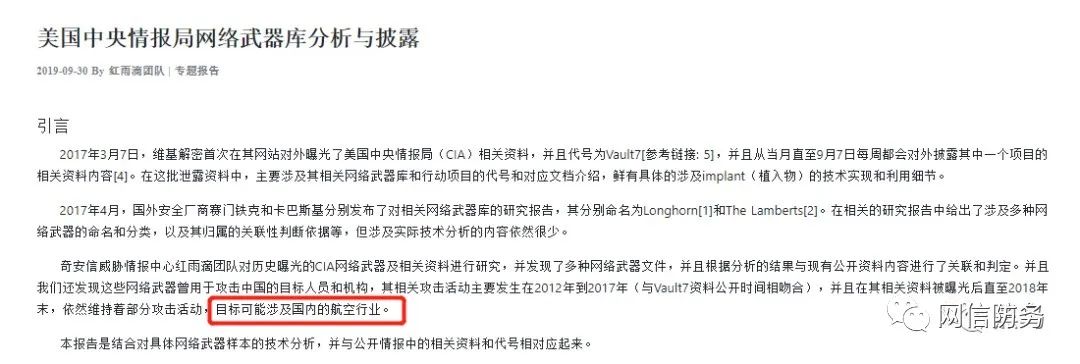 美国中央情报局网络武器库分析与披露
2019-09-30 By 红雨滴团队 | 专题报告
引言
2017年3月7日，维基解密首次在其网站对外曝光了美国中央情报局（CIA）相关资料，并且代号为Vault7[参考链接: 5]，并且从当月直至9月7日每周都会对外披露其中一个项目的
相关资料内容[4]。在这批泄露资料中，主要涉及其相关网络武器库和行动项目的代号和对应文档介绍，鲜有具体的涉及implant（植入物）的技术实现和利用细节。
2017年4月，国外安全厂商赛门铁克和卡巴斯基分别发布了对相关网络武器库的研究报告，其分别命名为Longhorn[1]和The Lamberts[2]。在相关的研究报告中给出了涉及多种网
络武器的命名和分类，以及其归属的关联性判断依据等，但涉及实际技术分析的内容依然很少。
奇安信威胁情报中心红雨滴团队对历史曝光的CIA网络武器及相关资料进行研究，并发现了多种网络武器文件，并且根据分析的结果与现有公开资料内容进行了关联和判定。并且
我们还发现这些网络武器曾用于攻击中国的目标人员和机构，其相关攻击活动主要发生在2012年到2017年（与Vault7资料公开时间相吻合），并且在其相关资料被曝光后直至2018年
末，依然维持着部分攻击活动，目标可能涉及国内的航空行业。
本报告是结合对具体网络武器样本的技术分析，并与公开情报中的相关资料和代号相对应起来。
网信防务